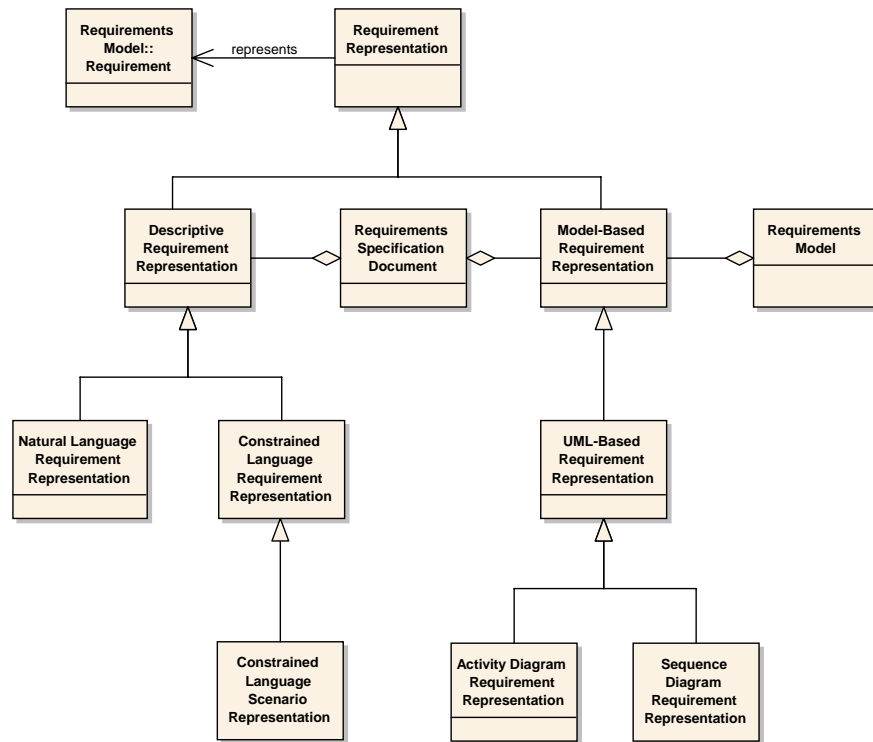 Requirements
Model::
Requirement
represents
Requirement
Representation
Descriptive
Requirement
Representation
Requirements
Specification
Document
Model-Based
Requirement
Representation
Requirements
Model
Natural Language
Requirement
Representation
Constrained
Language
Requirement
Representation
UML-Based
Requirement
Representation
Constrained
Language
Scenario
Representation
Activity Diagram
Requirement
Representation
Sequence
Diagram
Requirement
Representation